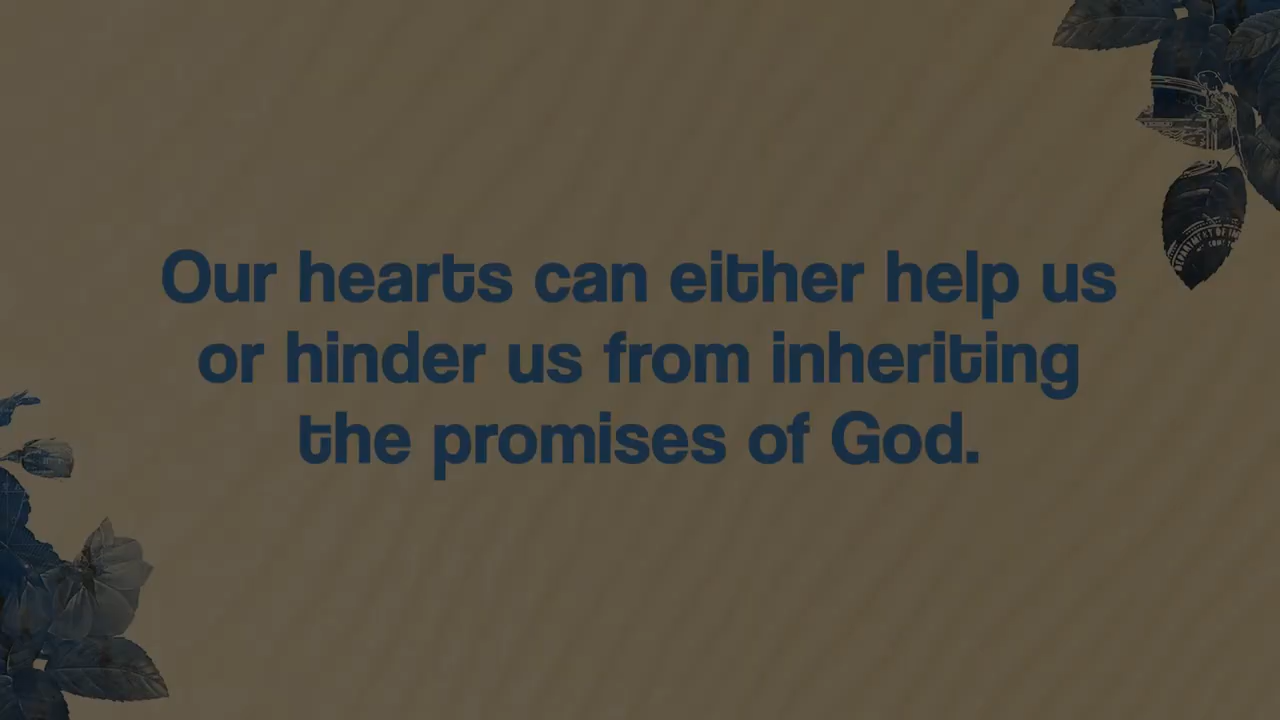 Our hearts can either help us
or hinder us from inheriting
the promises of God.